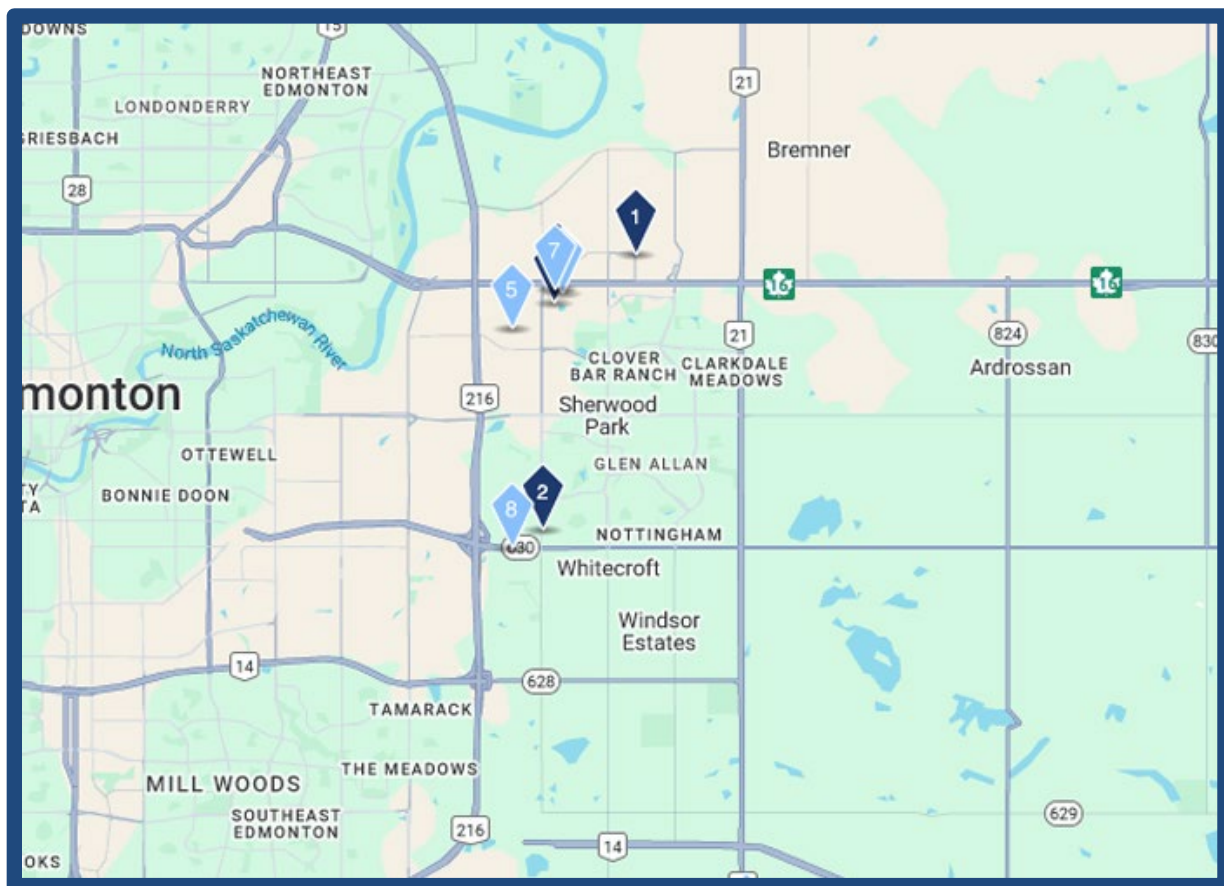 DOWNS
15
NORTHEAST
EDMONTON
LONDONDERRY
GRIESBACH
28
21
Bremner
1
7
5
16
16
North Saskatchewan River
21
824
830
CLOVER
BAR RANCH
CLARKDALE
MEADOWS
Ardrossan
monton
216
Sherwood
Park
OTTEWELL
GLEN ALLAN
BONNIE DOON
2
8
630
NOTTINGHAM
Whitecroft
Windsor
Estates
14
628
TAMARACK
THE MEADOWS
MILL WOODS
SOUTHEAST
EDMONTON
216
629
14
OKS